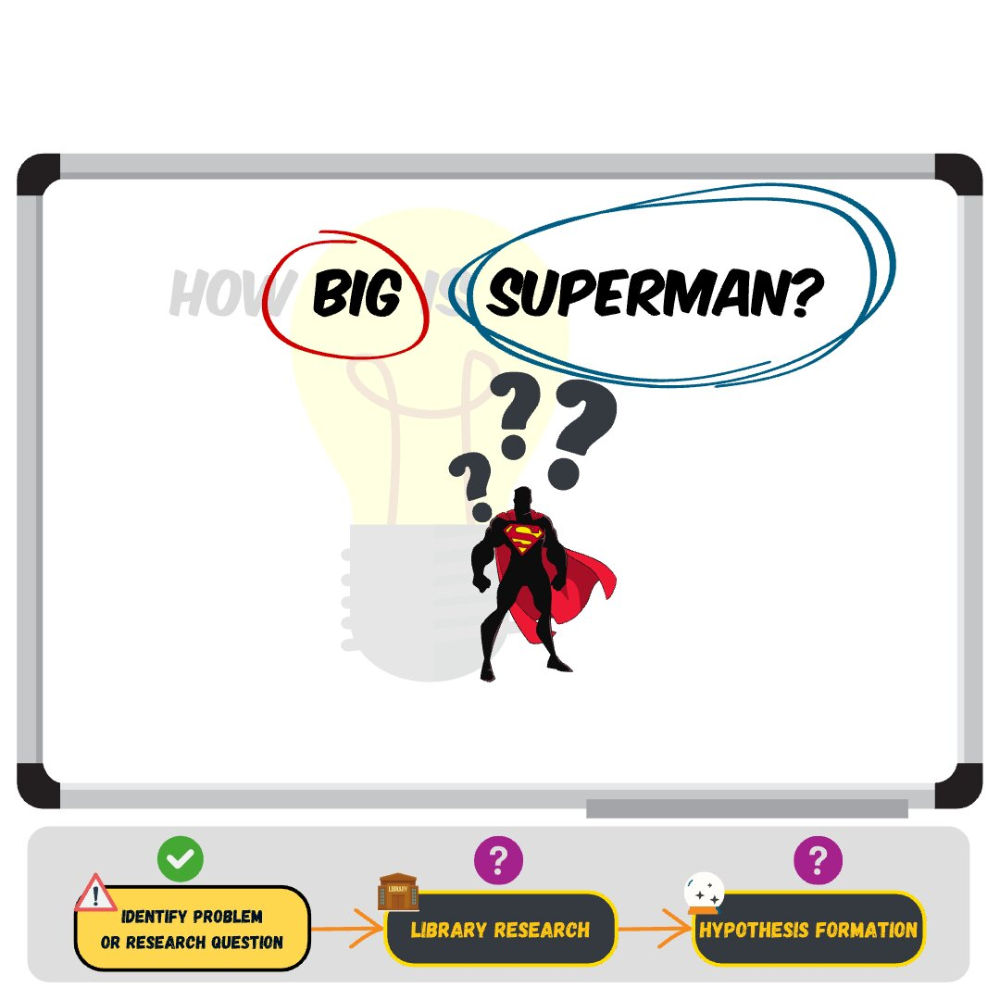 HOW BIG IS SUPERMAN?
? ? ?
S
✓ ? ?
!
LIBRARY
IDENTIFY PROBLEM
OR RESEARCH QUESTION
LIBRARY RESEARCH
HYPOTHESIS FORMATION